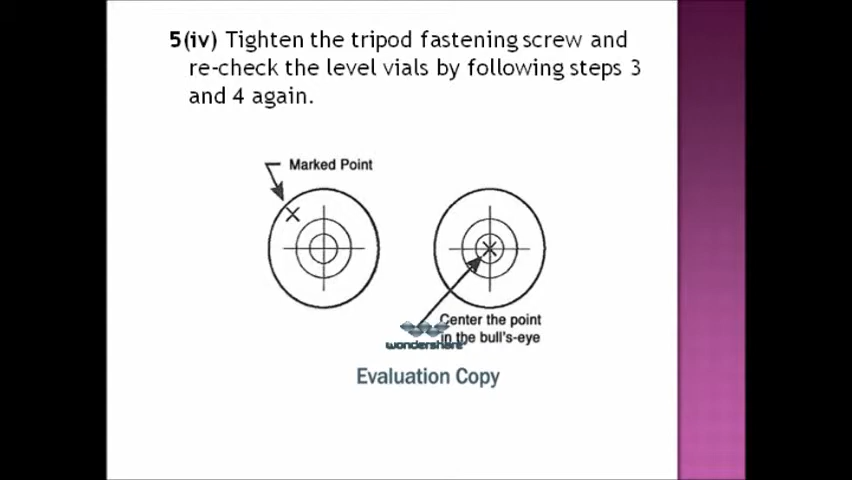 5(iv) Tighten the tripod fastening screw and
re-check the level vials by following steps 3
and 4 again.
Marked Point
Center the point
in the bull's-eye
wondershare
Evaluation Copy